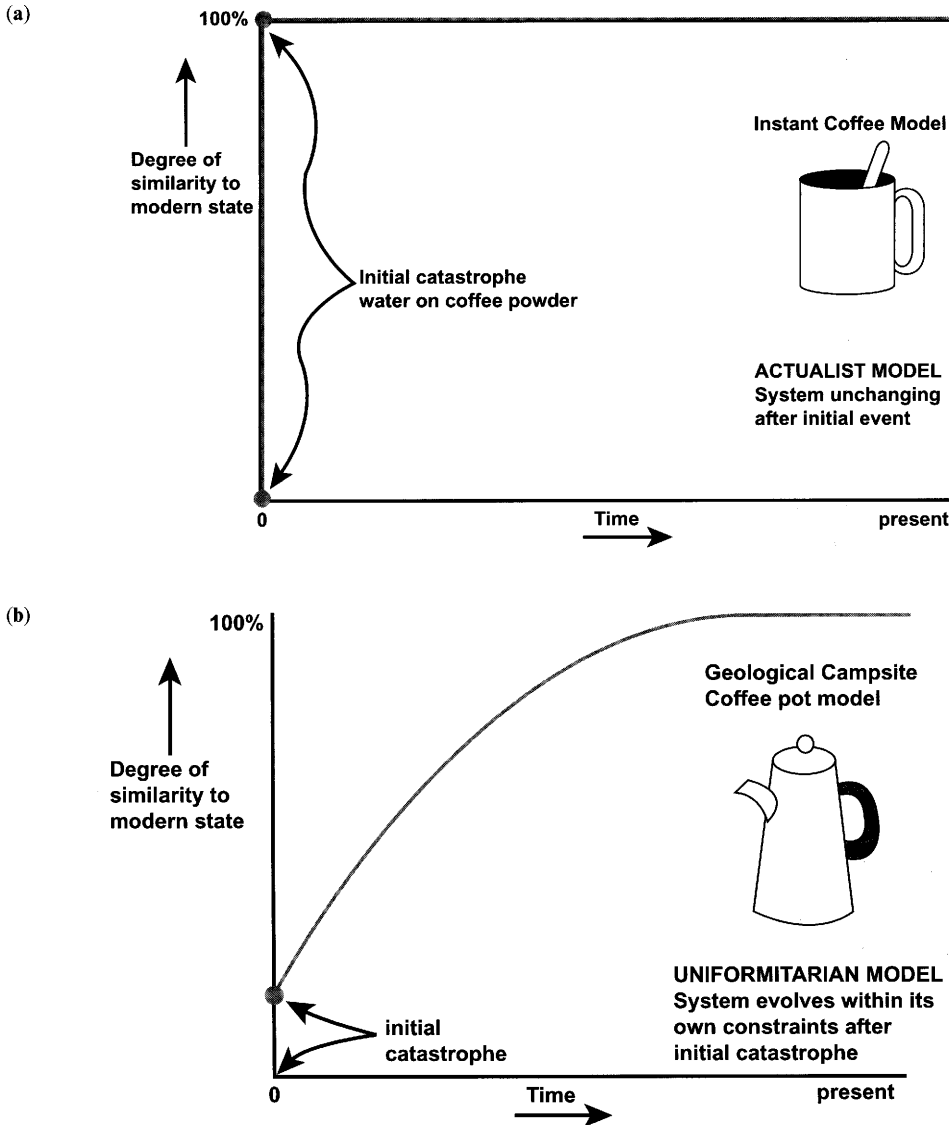 (a)
100%
Degree of
similarity to
modern state
Initial catastrophe
water on coffee powder
Instant Coffee Model
ACTUALIST MODEL
System unchanging
after initial event
0
Time
present
(b)
100%
Degree of
similarity to
modern state
initial
catastrophe
Geological Campsite
Coffee pot model
UNIFORMITARIAN MODEL
System evolves within its
own constraints after
initial catastrophe
0
Time
present